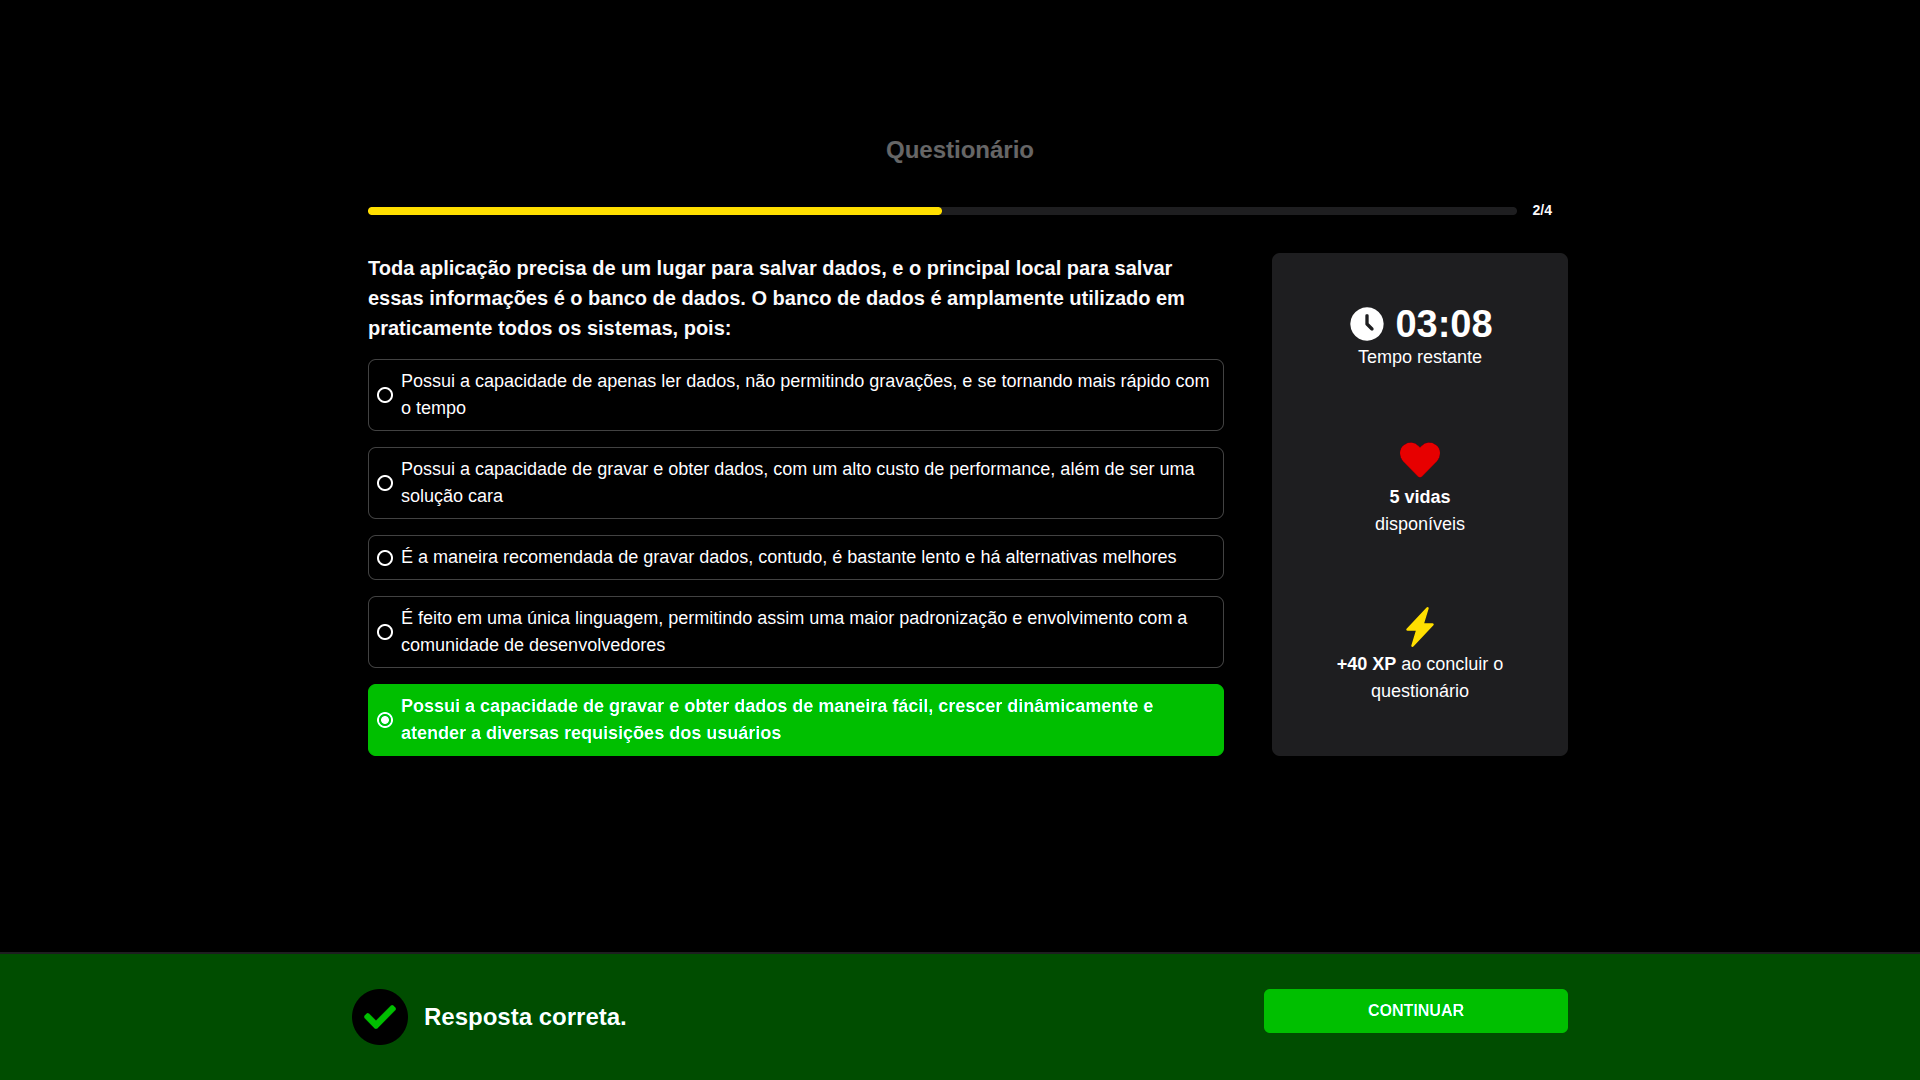 Questionário
2/4
Toda aplicação precisa de um lugar para salvar dados, e o principal local para salvar
essas informações é o banco de dados. O banco de dados é amplamente utilizado em
praticamente todos os sistemas, pois:
Possui a capacidade de apenas ler dados, não permitindo gravações, e se tornando mais rápido com
o tempo
Possui a capacidade de gravar e obter dados, com um alto custo de performance, além de ser uma
solução cara
É a maneira recomendada de gravar dados, contudo, é bastante lento e há alternativas melhores
É feito em uma única linguagem, permitindo assim uma maior padronização e envolvimento com a
comunidade de desenvolvedores
Possui a capacidade de gravar e obter dados de maneira fácil, crescer dinâmicamente e
atender a diversas requisições dos usuários
03:08
Tempo restante
5 vidas
disponíveis
+40 XP ao concluir o
questionário
Resposta correta.
CONTINUAR